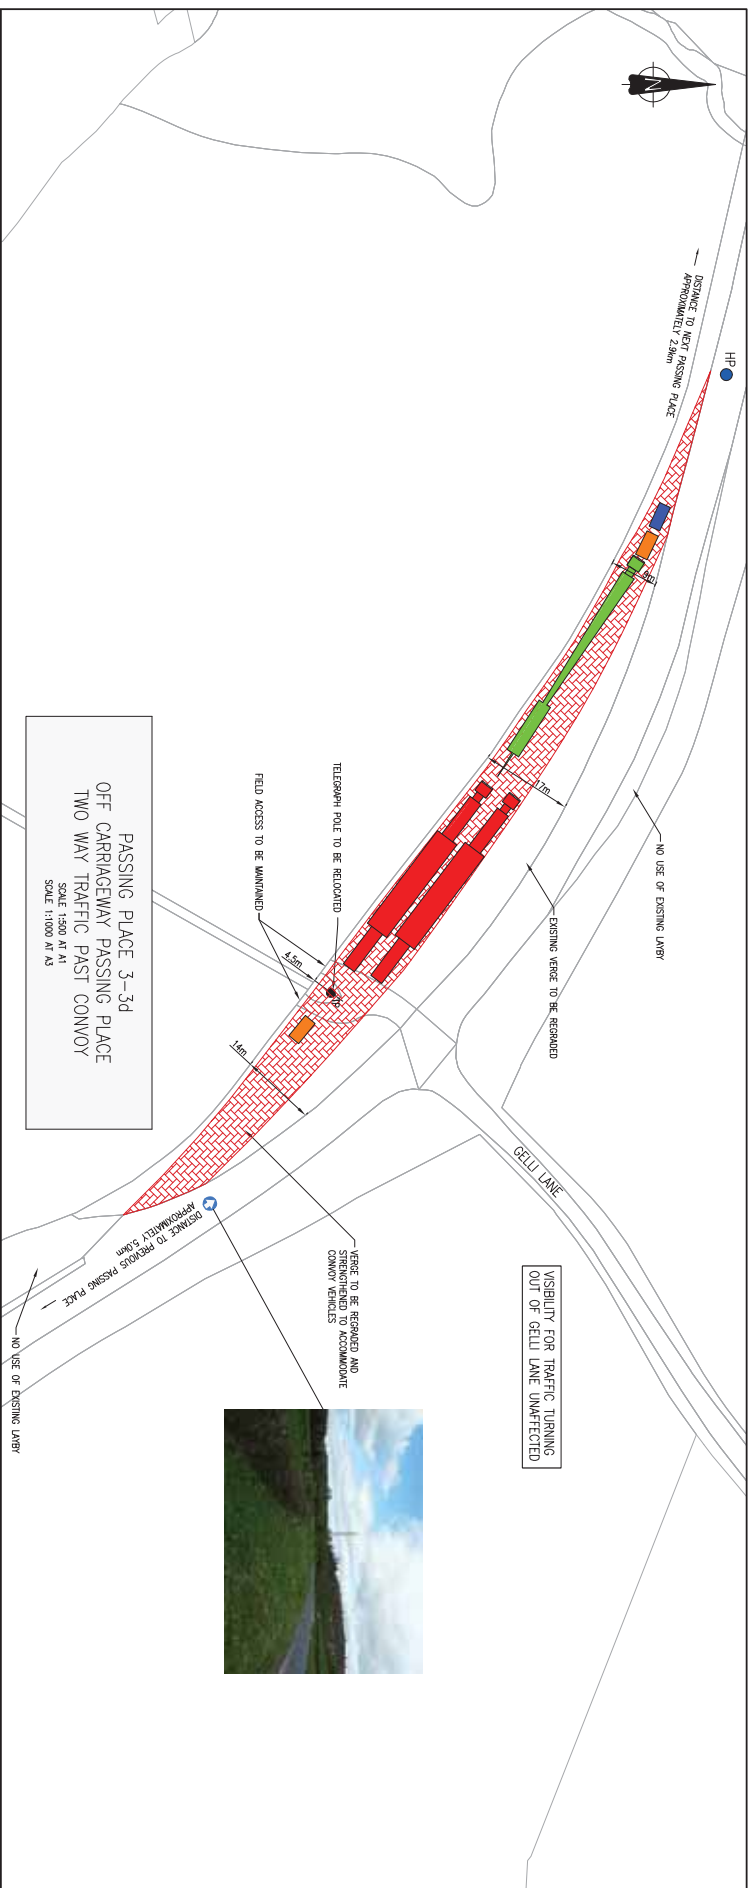 N
HP
DISTANCE TO NEXT PASSING PLACE
APPROXIMATELY 2.9km
8m
17m
NO USE OF EXISTING LAYBY
EXISTING VERGE TO BE REGRADED
TELEGRAPH POLE TO BE RELOCATED
FIELD ACCESS TO BE MAINTAINED
4.5m
TP
14m
GELLI LANE
VISIBILITY FOR TRAFFIC TURNING
OUT OF GELLI LANE UNAFFECTED
VERGE TO BE REGRADED AND
STRENGTHENED TO ACCOMMODATE
CONVOY VEHICLES
DISTANCE TO PREVIOUS PASSING PLACE
APPROXIMATELY 5.0km
NO USE OF EXISTING LAYBY
PASSING PLACE 3-3d
OFF CARRIAGEWAY PASSING PLACE
TWO WAY TRAFFIC PAST CONVOY
SCALE 1:500 AT A1
SCALE 1:1000 AT A3